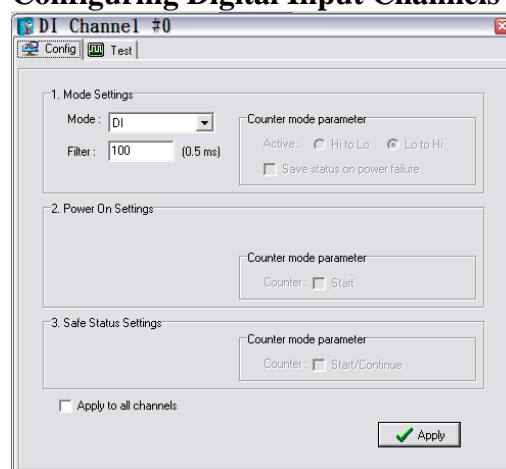 Configuring Digital Input Channels
DI Channel #0
Config Test
1. Mode Settings
Mode : DI
Filter : 100 (0.5 ms)
Counter mode parameter
Active : Hi to Lo Lo to Hi
Save status on power failure
2. Power On Settings
Counter mode parameter
Counter : Start
3. Safe Status Settings
Counter mode parameter
Counter : Start/Continue
Apply to all channels
Apply